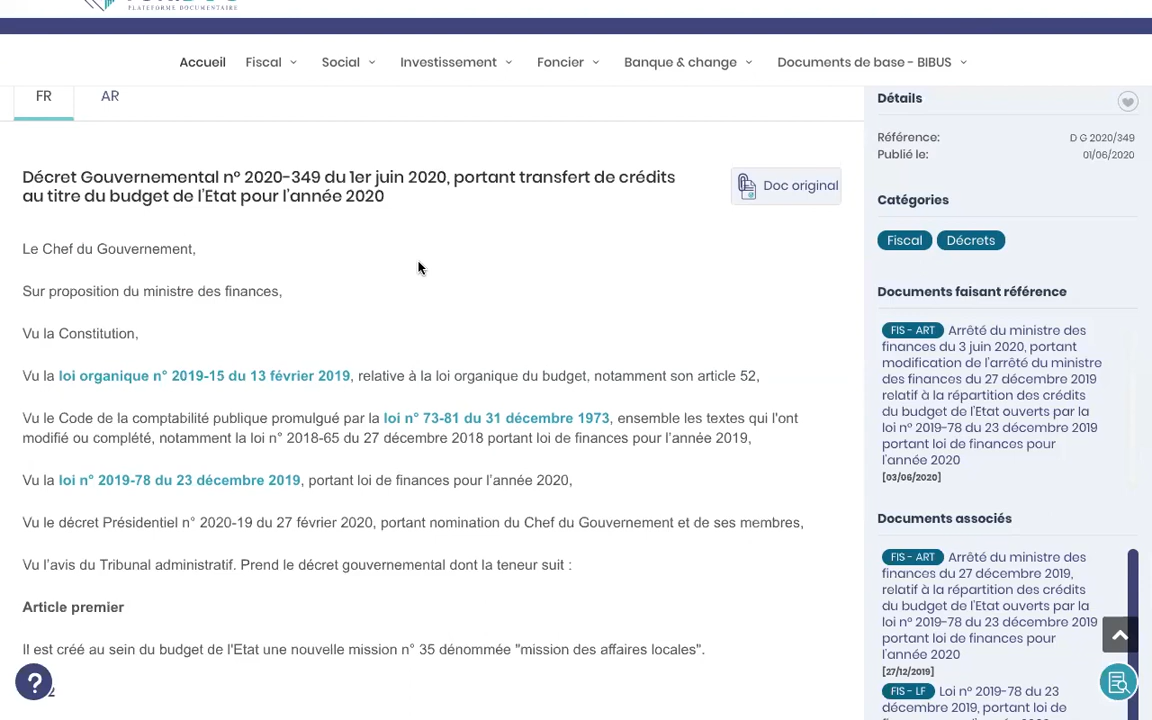 PLATEFORME DOCUMENTAIRE
Accueil Fiscal Social Investissement Foncier Banque & change Documents de base - BIBUS
FR AR
Décret Gouvernemental n° 2020-349 du 1er juin 2020, portant transfert de crédits
au titre du budget de l'Etat pour l'année 2020
Doc original
Le Chef du Gouvernement,
Sur proposition du ministre des finances,
Vu la Constitution,
Vu la loi organique n° 2019-15 du 13 février 2019, relative à la loi organique du budget, notamment son article 52,
Vu le Code de la comptabilité publique promulgué par la loi n° 73-81 du 31 décembre 1973, ensemble les textes qui l'ont
modifié ou complété, notamment la loi n° 2018-65 du 27 décembre 2018 portant loi de finances pour l'année 2019,
Vu la loi n° 2019-78 du 23 décembre 2019, portant loi de finances pour l'année 2020,
Vu le décret Présidentiel n° 2020-19 du 27 février 2020, portant nomination du Chef du Gouvernement et de ses membres,
Vu l'avis du Tribunal administratif. Prend le décret gouvernemental dont la teneur suit :
Article premier
Il est créé au sein du budget de l'Etat une nouvelle mission n° 35 dénommée "mission des affaires locales".
?
2
Détails
Référence: D G 2020/349
Publié le: 01/06/2020
Catégories
Fiscal Décrets
Documents faisant référence
FIS - ART Arrêté du ministre des
finances du 3 juin 2020, portant
modification de l'arrêté du ministre
des finances du 27 décembre 2019
relatif à la répartition des crédits
du budget de l'Etat ouverts par la
loi n° 2019-78 du 23 décembre 2019
portant loi de finances pour
l'année 2020
[03/06/2020]
Documents associés
FIS - ART Arrêté du ministre des
finances du 27 décembre 2019,
relatif à la répartition des crédits
du budget de l'Etat ouverts par la
loi n° 2019-78 du 23 décembre 2019
portant loi de finances pour
l'année 2020
[27/12/2019]
FIS - LF Loi n° 2019-78 du 23
décembre 2019, portant loi de